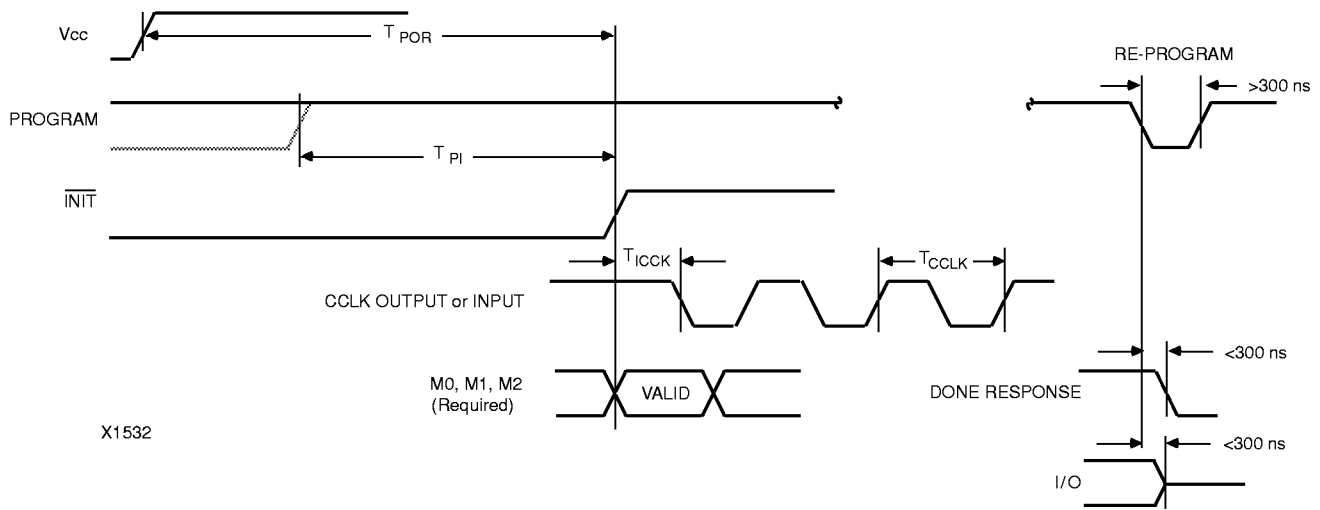 Vcc
T POR
RE-PROGRAM
>300 ns
PROGRAM
T PI
INIT
T ICCK
T CCLK
CCLK OUTPUT or INPUT
<300 ns
M0, M1, M2
(Required)
VALID
DONE RESPONSE
X1532
<300 ns
I/O